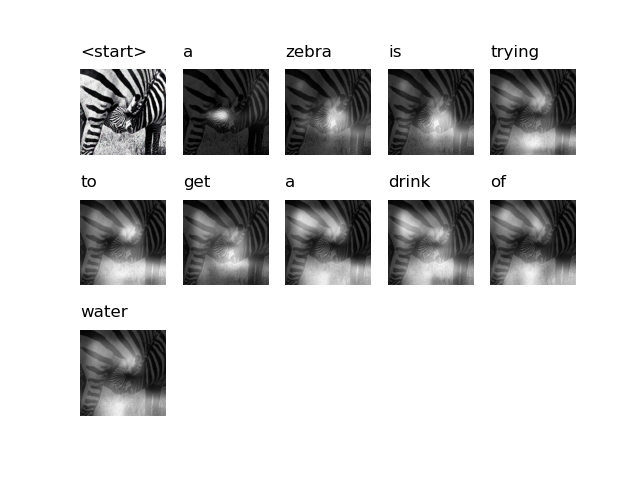 <start> a zebra is trying
to get a drink of
water